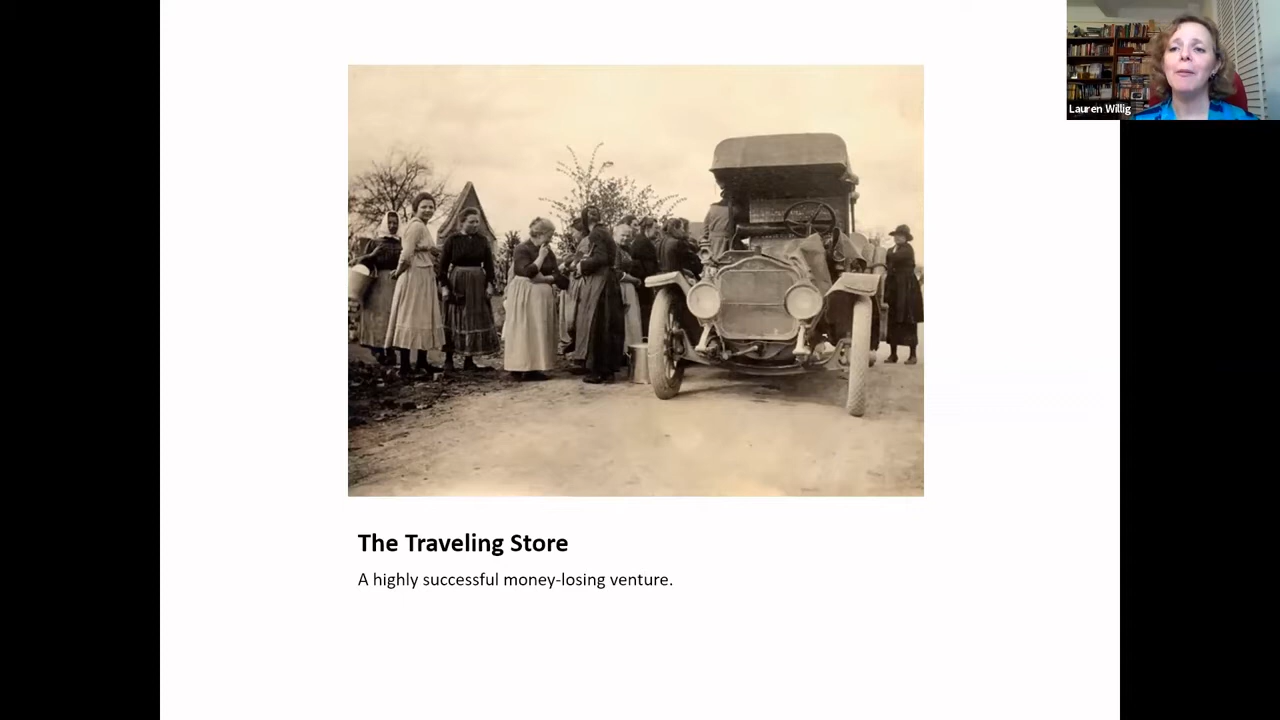 Lauren Willig
The Traveling Store
A highly successful money-losing venture.